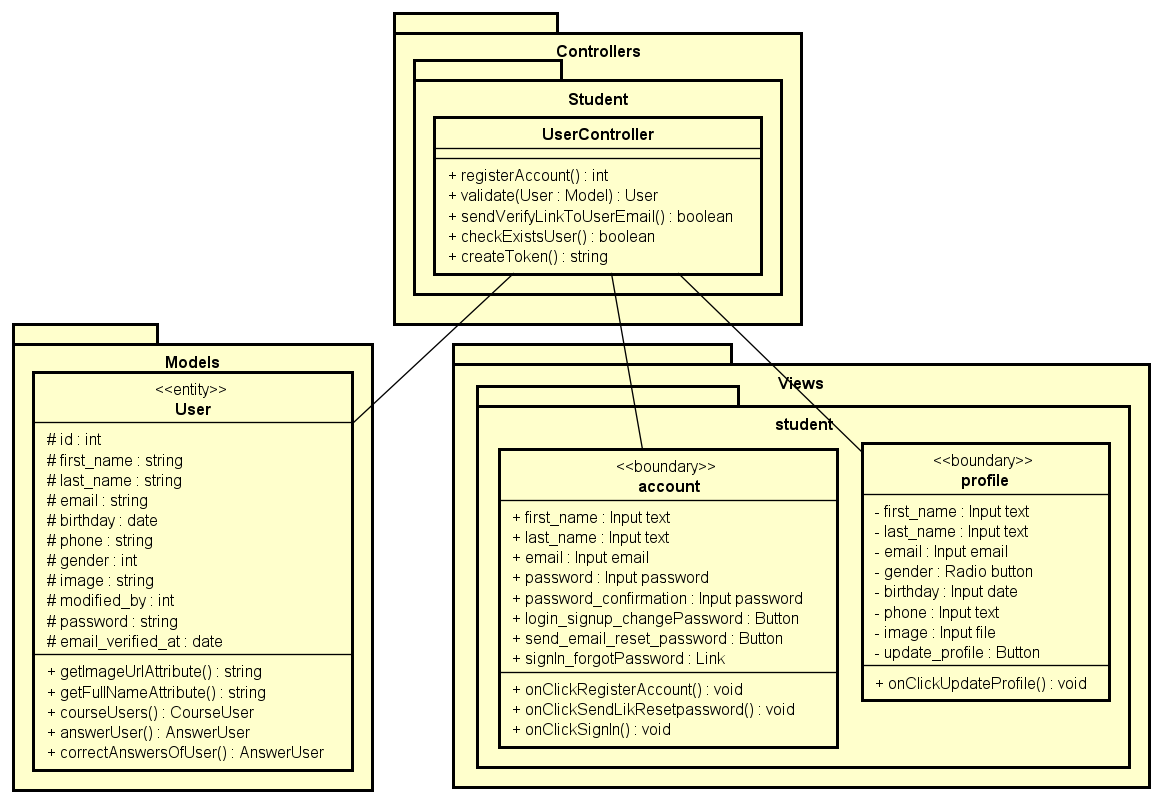 Controllers
Student
UserController
+ registerAccount() : int
+ validate(User : Model) : User
+ sendVerifyLinkToUserEmail() : boolean
+ checkExistsUser() : boolean
+ createToken() : string
Models
<<entity>>
User
# id : int
# first_name : string
# last_name : string
# email : string
# birthday : date
# phone : string
# gender : int
# image : string
# modified_by : int
# password : string
# email_verified_at : date
+ getImageUrlAttribute() : string
+ getFullNameAttribute() : string
+ courseUsers() : CourseUser
+ answerUser() : AnswerUser
+ correctAnswersOfUser() : AnswerUser
Views
student
<<boundary>>
account
+ first_name : Input text
+ last_name : Input text
+ email : Input email
+ password : Input password
+ password_confirmation : Input password
+ login_signup_changePassword : Button
+ send_email_reset_password : Button
+ signIn_forgotPassword : Link
+ onClickRegisterAccount() : void
+ onClickSendLikResetpassword() : void
+ onClickSignIn() : void
<<boundary>>
profile
- first_name : Input text
- last_name : Input text
- email : Input email
- gender : Radio button
- birthday : Input date
- phone : Input text
- image : Input file
- update_profile : Button
+ onClickUpdateProfile() : void